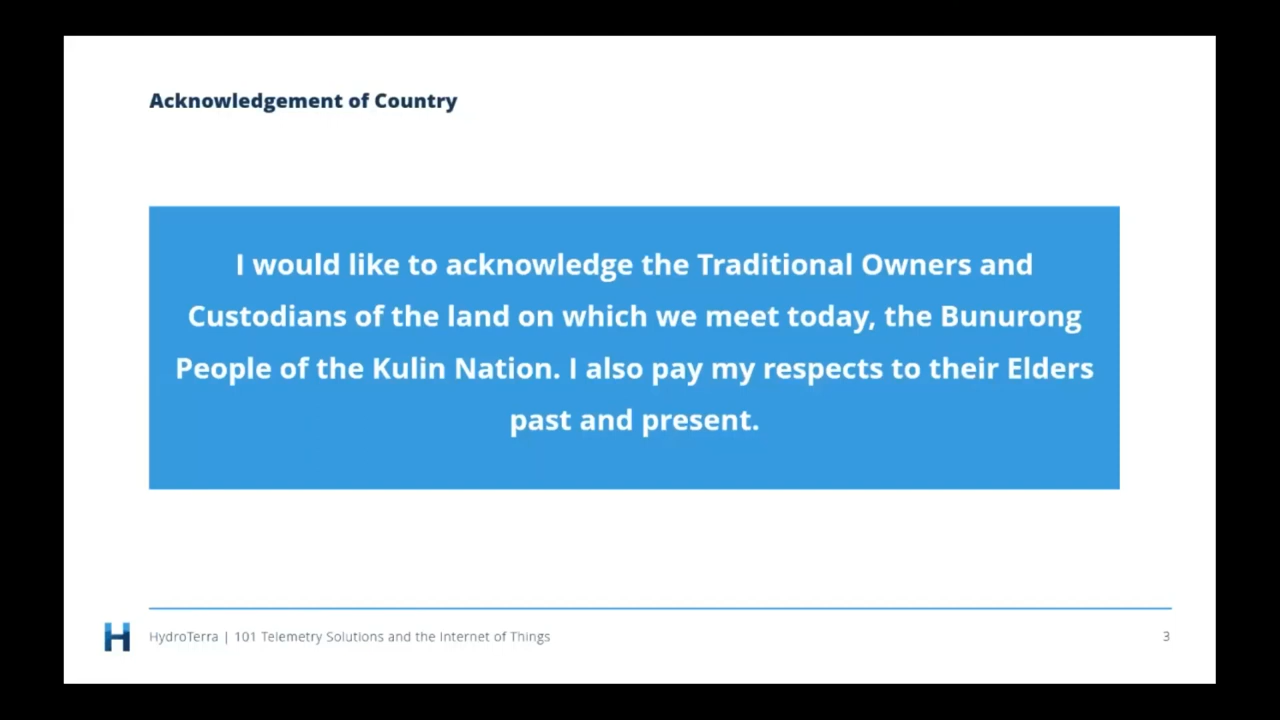 Acknowledgement of Country
I would like to acknowledge the Traditional Owners and
Custodians of the land on which we meet today, the Bunurong
People of the Kulin Nation. I also pay my respects to their Elders
past and present.
H HydroTerra | 101 Telemetry Solutions and the Internet of Things 3